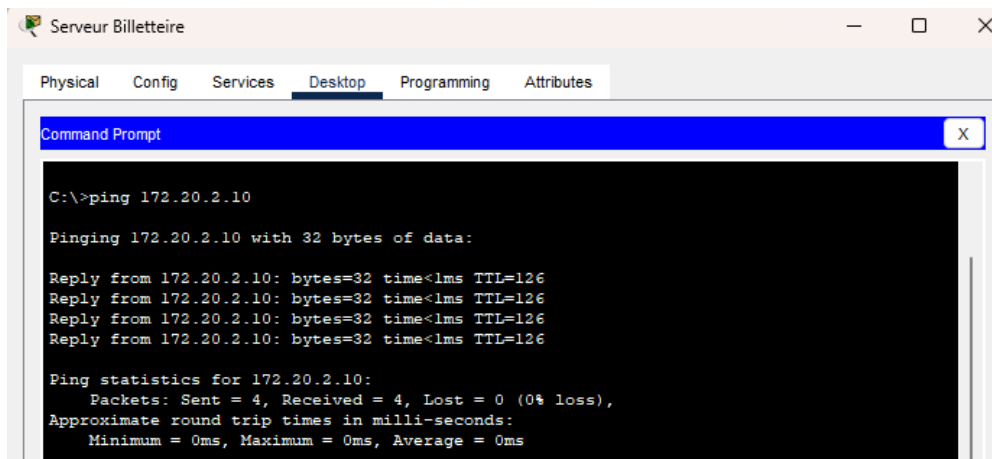 Serveur Billetteire
Physical Config Services Desktop Programming Attributes
Command Prompt X
C:\>ping 172.20.2.10
Pinging 172.20.2.10 with 32 bytes of data:
Reply from 172.20.2.10: bytes=32 time<1ms TTL=126
Reply from 172.20.2.10: bytes=32 time<1ms TTL=126
Reply from 172.20.2.10: bytes=32 time<1ms TTL=126
Reply from 172.20.2.10: bytes=32 time<1ms TTL=126
Ping statistics for 172.20.2.10:
Packets: Sent = 4, Received = 4, Lost = 0 (0% loss),
Approximate round trip times in milli-seconds:
Minimum = 0ms, Maximum = 0ms, Average = 0ms